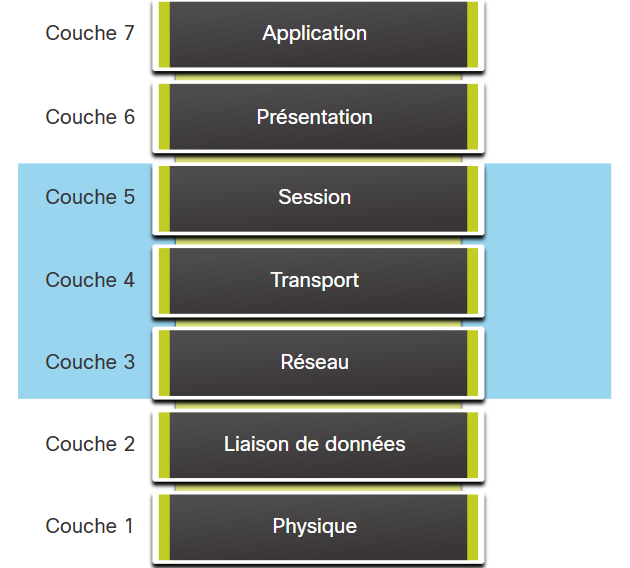 Couche 7 Application
Couche 6 Présentation
Couche 5 Session
Couche 4 Transport
Couche 3 Réseau
Couche 2 Liaison de données
Couche 1 Physique